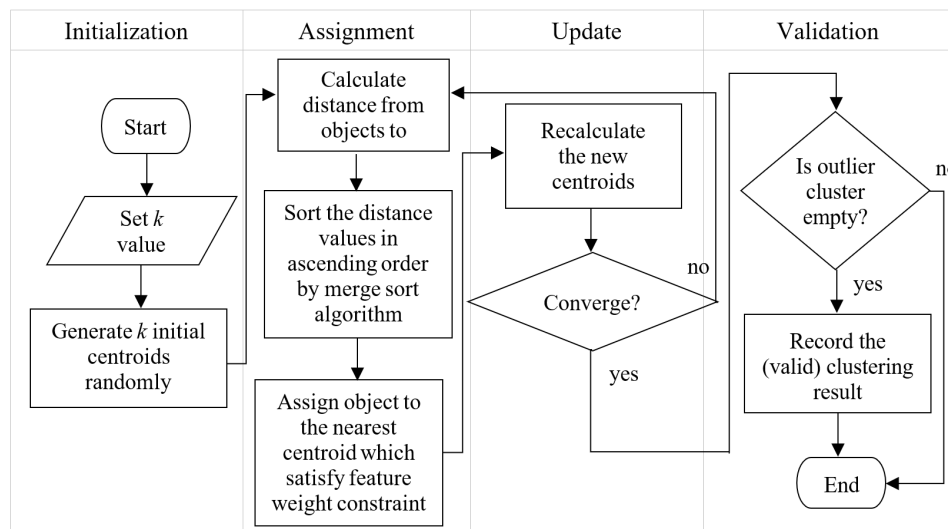 Initialization
Assignment
Update
Validation
Start
Set k
value
Generate k initial
centroids
randomly
Calculate
distance from
objects to
Sort the distance
values in
ascending order
by merge sort
algorithm
Assign object to
the nearest
centroid which
satisfy feature
weight constraint
Recalculate
the new
centroids
Converge?
no
yes
Is outlier
cluster
empty?
no
yes
Record the
(valid) clustering
result
End